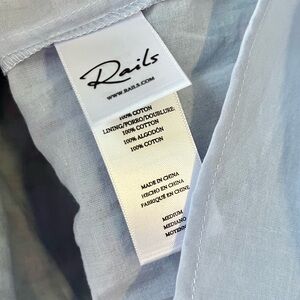 Rails
WWW.RAILS.COM
100% COTTON
LINING/FORRO/DOUBLURE:
100% COTTON
100% ALGODÓN
100% COTON
MADE IN CHINA
HECHO EN CHINA
FABRIQUÉ EN CHINE
MEDIUM
MEDIANO
MOYENNE